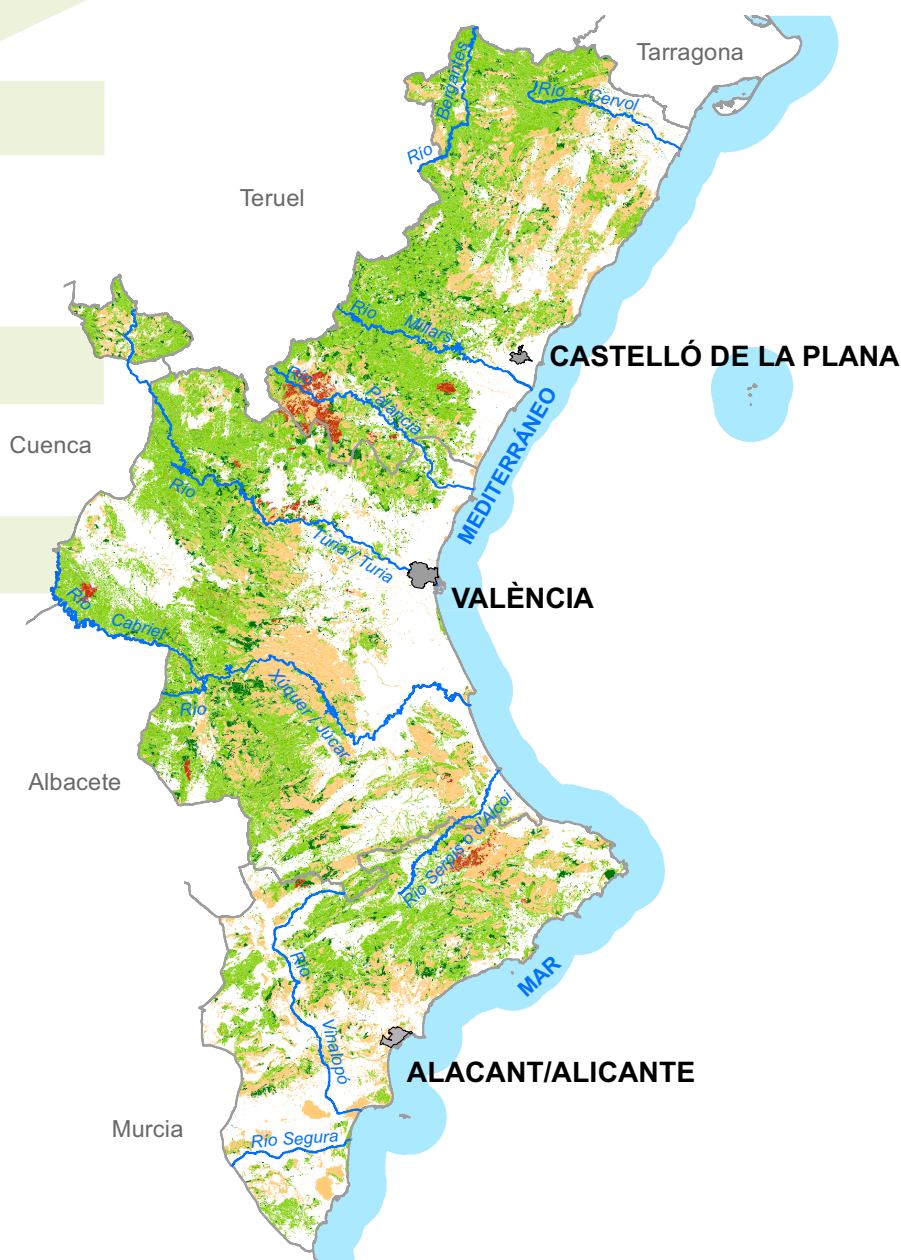 Tarragona
Río Bergantes
Río Cervol
Teruel
Río Millars
CASTELLÓ DE LA PLANA
Río Palancia
MEDITERRÁNEO
Cuenca
Río Túria / Turia
VALÈNCIA
Río Cabriel
Río Xúquer / Júcar
Albacete
Río Serpis o d'Alcoi
MAR
Río Vinalopó
ALACANT/ALICANTE
Murcia
Río Segura